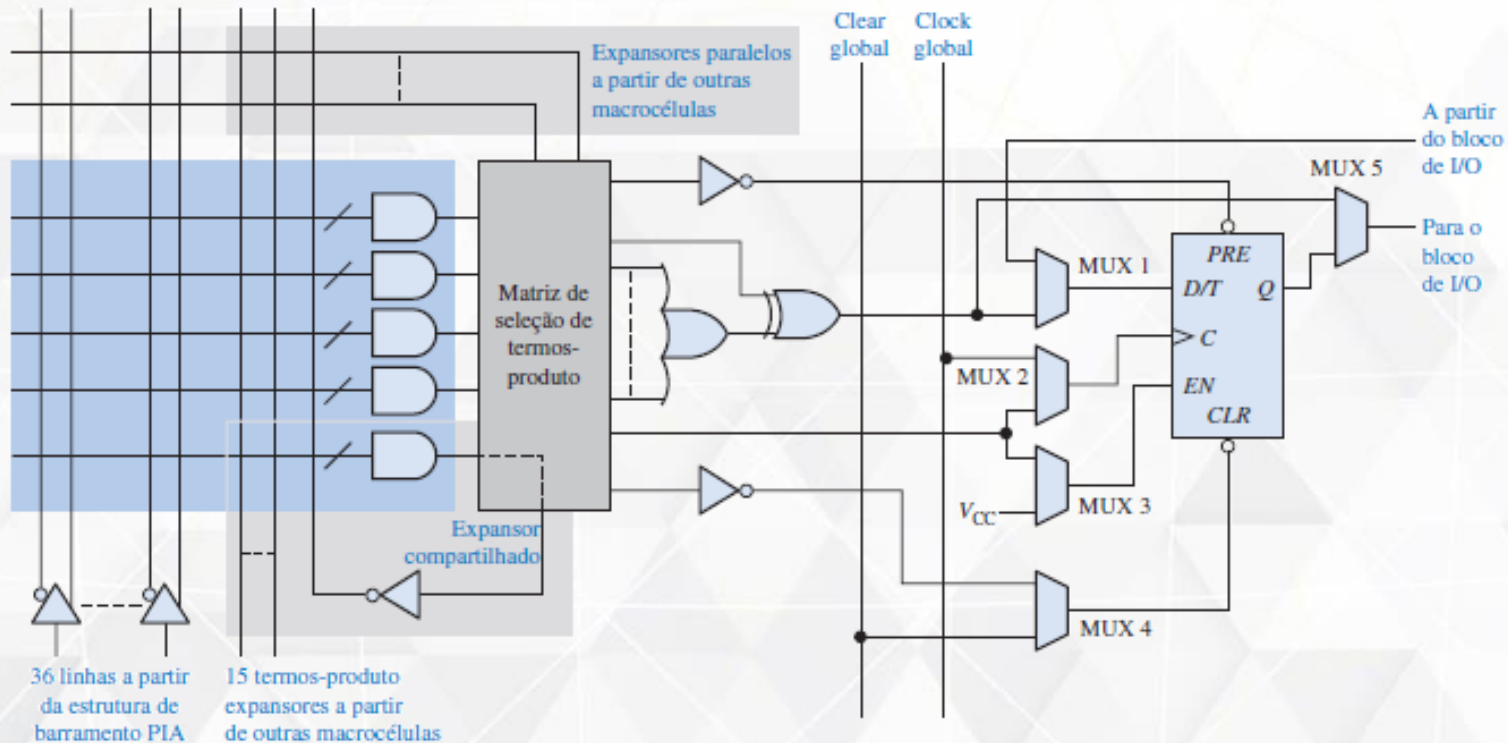 Clear
global
Clock
global
Expansores paralelos
a partir de outras
macrocélulas
A partir
do bloco
de I/O
MUX 5
Para o
bloco
de I/O
PRE
MUX 1
D/T
Q
Matriz de
seleção de
termos-
produto
C
MUX 2
EN
CLR
V_CC
MUX 3
Expansor
compartilhado
MUX 4
36 linhas a partir
da estrutura de
barramento PIA
15 termos-produto
expansores a partir
de outras macrocélulas